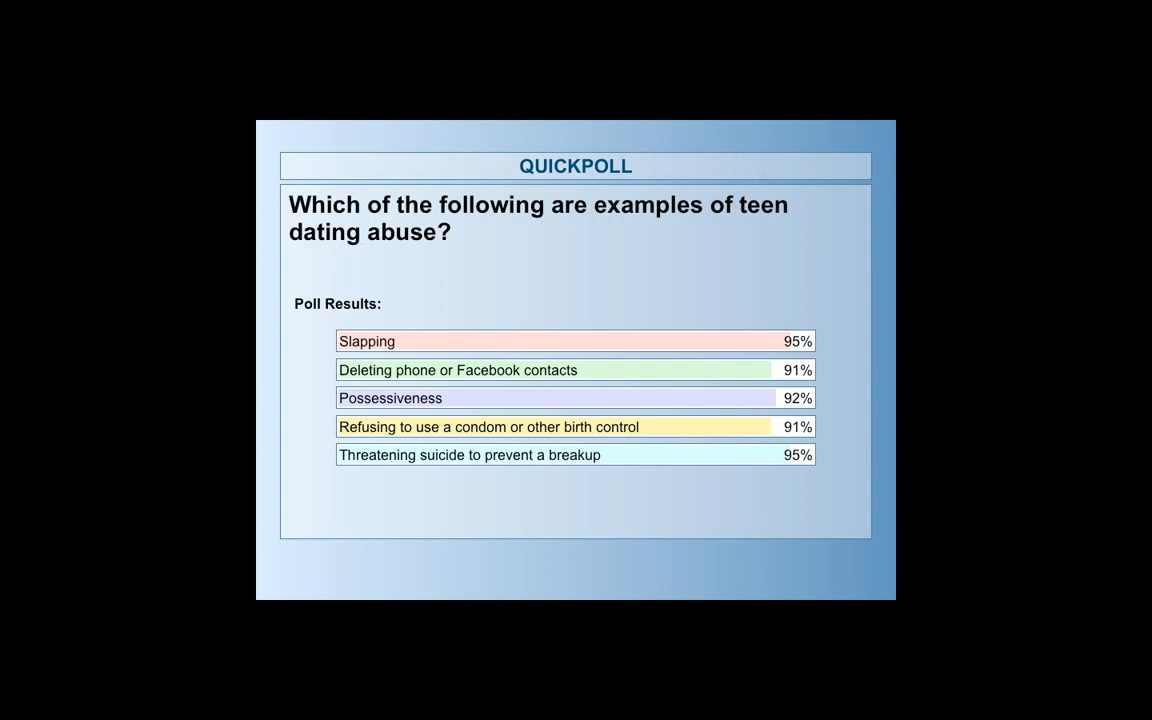 QUICKPOLL
Which of the following are examples of teen
dating abuse?
Poll Results:
Slapping 95%
Deleting phone or Facebook contacts 91%
Possessiveness 92%
Refusing to use a condom or other birth control 91%
Threatening suicide to prevent a breakup 95%